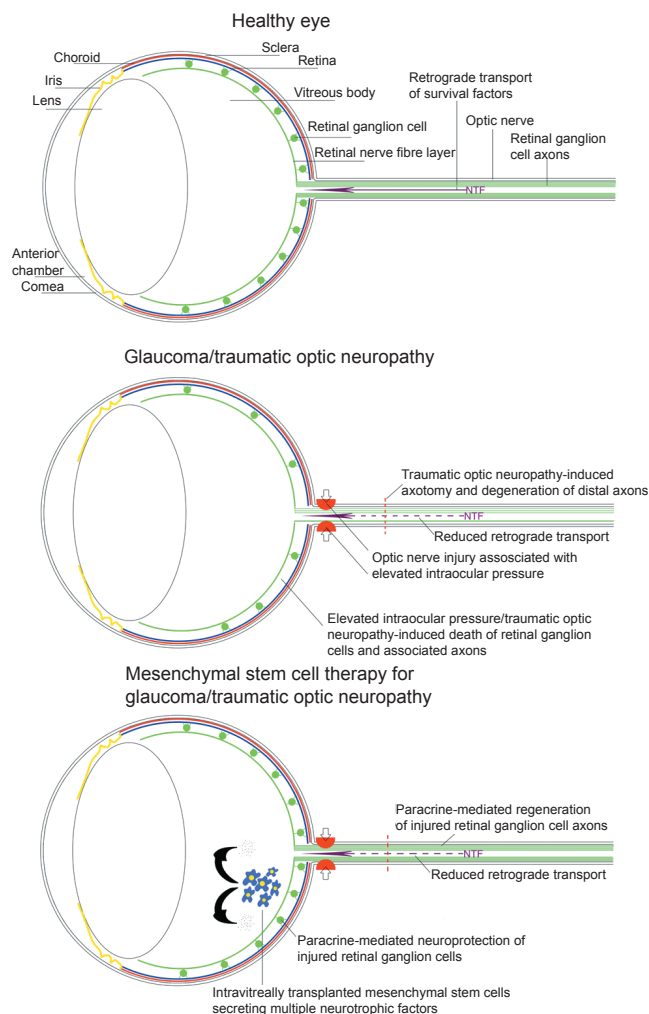 Healthy eye
Sclera
Choroid
Retina
Iris
Lens
Vitreous body
Retrograde transport
of survival factors
Optic nerve
Retinal ganglion cell
Retinal ganglion
cell axons
Retinal nerve fibre layer
NTF
Anterior
chamber
Cornea
Glaucoma/traumatic optic neuropathy
Traumatic optic neuropathy-induced
axotomy and degeneration of distal axons
NTF
Reduced retrograde transport
Optic nerve injury assosciated with
elevated intraocular pressure
Elevated intraocular pressure/traumatic optic
neuropathy-induced death of retinal ganglion
cells and associated axons
Mesenchymal stem cell therapy for
glaucoma/traumatic optic neuropathy
Paracrine-mediated regeneration
of injured retinal ganglion cell axons
NTF
Reduced retrograde transport
Paracrine-mediated neuroprotection of
injured retinal ganglion cells
Intravitreally transplanted mesenchymal stem cells
secreting multiple neurotrophic factors